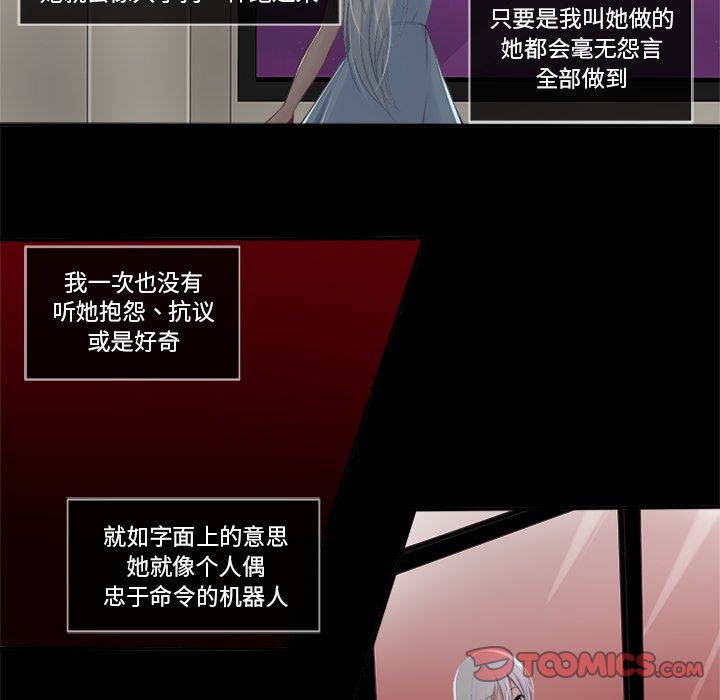 只要是我叫她做的
她都会毫无怨言
全部做到
我一次也没有
听她抱怨、抗议
或是好奇
就如字面上的意思
她就像个人偶
忠于命令的机器人
TOOMICS.COM